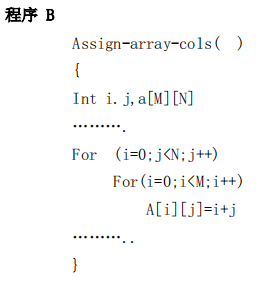 程序 B
Assign-array-cols( )
{
Int i.j,a[M][N]
……….
For (i=0;j<N;j++)
For(i=0;i<M;i++)
A[i][j]=i+j
………..
}